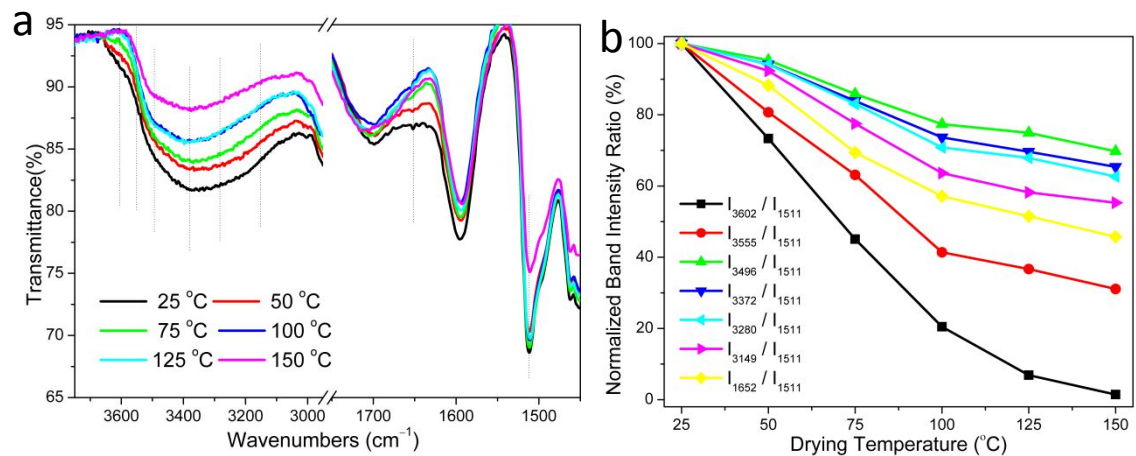 a
95
90
85
80
75
70
65
Transmittance(%)
25 °C
50 °C
75 °C
100 °C
125 °C
150 °C
3600 3400 3200 3000 1700 1600 1500
Wavenumbers (cm⁻¹)
b
100
80
60
40
20
0
Normalized Band Intensity Ratio (%)
I₃₆₀₂ / I₁₅₁₁
I₃₅₅₅ / I₁₅₁₁
I₃₄₉₆ / I₁₅₁₁
I₃₃₇₂ / I₁₅₁₁
I₃₂₈₀ / I₁₅₁₁
I₃₁₄₉ / I₁₅₁₁
I₁₆₅₂ / I₁₅₁₁
25 50 75 100 125 150
Drying Temperature (°C)